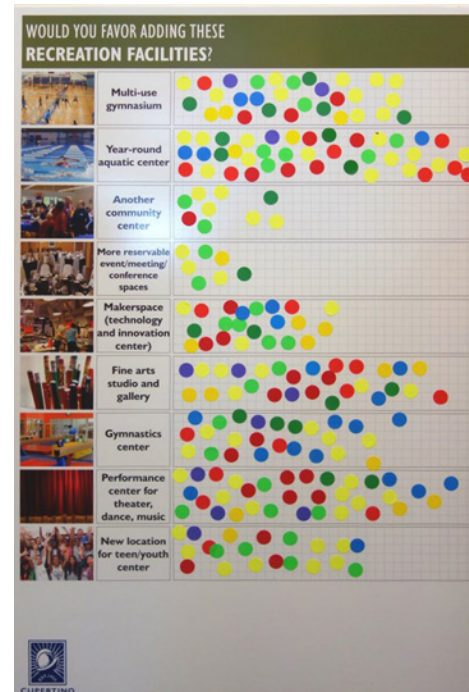 WOULD YOU FAVOR ADDING THESE
RECREATION FACILITIES?
Multi-use
gymnasium
Year-round
aquatic center
Another
community
center
More reservable
event/meeting/
conference
spaces
Makerspace
(technology
and innovation
center)
Fine arts
studio and
gallery
Gymnastics
center
Performance
center for
theater,
dance, music
New location
for teen/youth
center
CUPERTINO